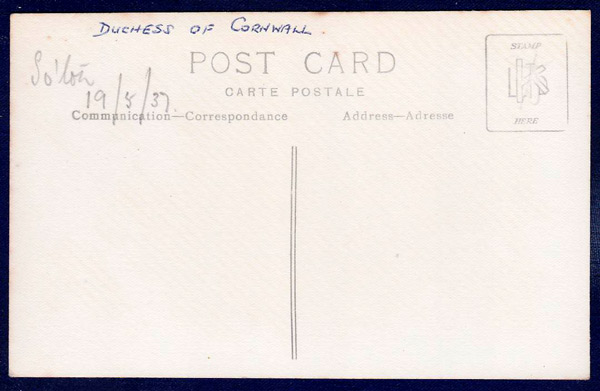 DUCHESS OF CORNWALL
POST CARD
So'ton
19/5/37.
CARTE POSTALE
Communication—Correspondance
Address—Adresse
STAMP
HERE